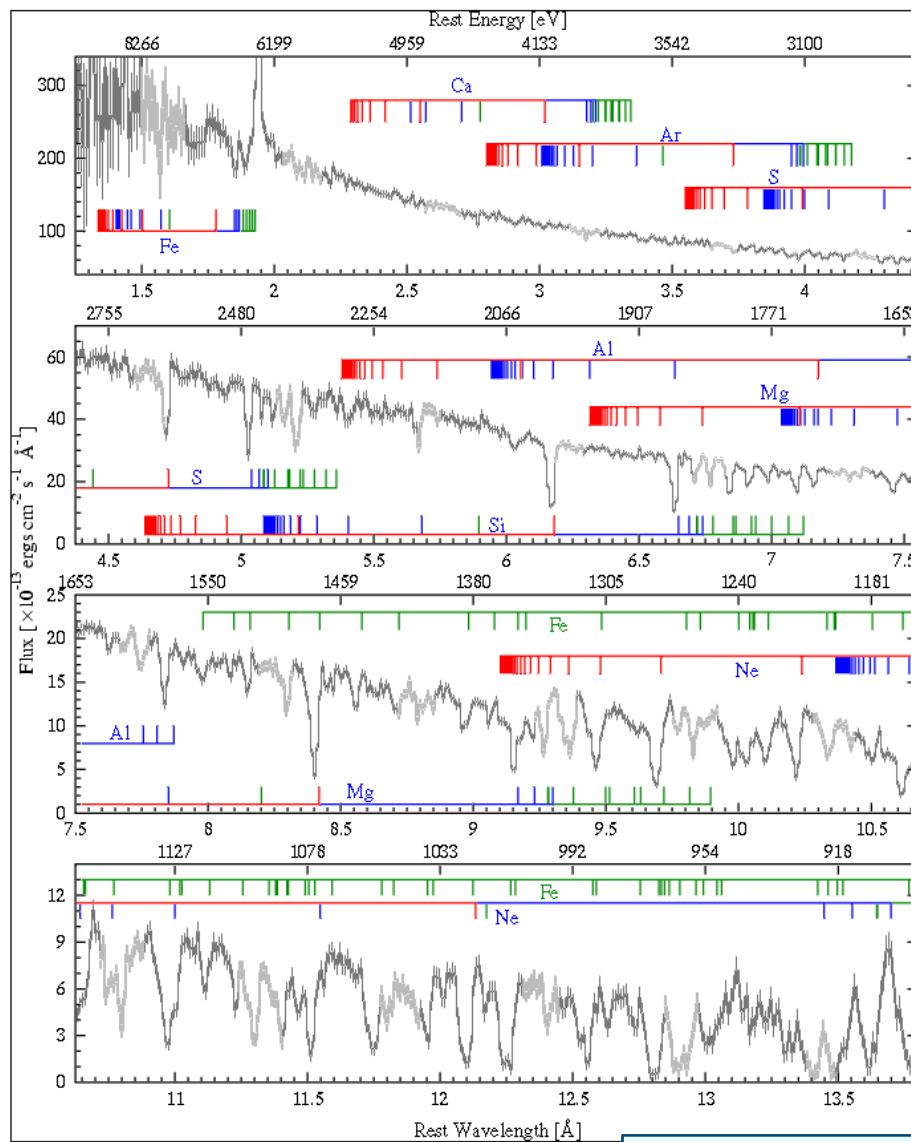 Rest Energy [eV]
8266 6199 4959 4133 3542 3100
300
200
100
Ca
Ar
S
Fe
1.5 2 2.5 3 3.5 4
2755 2480 2254 2066 1907 1771 165
60
40
20
0
Al
Mg
S
Si
4.5 5 5.5 6 6.5 7 7.5
Flux [ ×10⁻¹³ ergs cm⁻² s⁻¹ Å⁻¹]
1653 1550 1459 1380 1305 1240 1181
25
20
15
10
5
0
Fe
Ne
Al
Mg
7.5 8 8.5 9 9.5 10 10.5
1127 1078 1033 992 954 918
12
9
6
3
0
Fe
Ne
11 11.5 12 12.5 13 13.5
Rest Wavelength [Å]